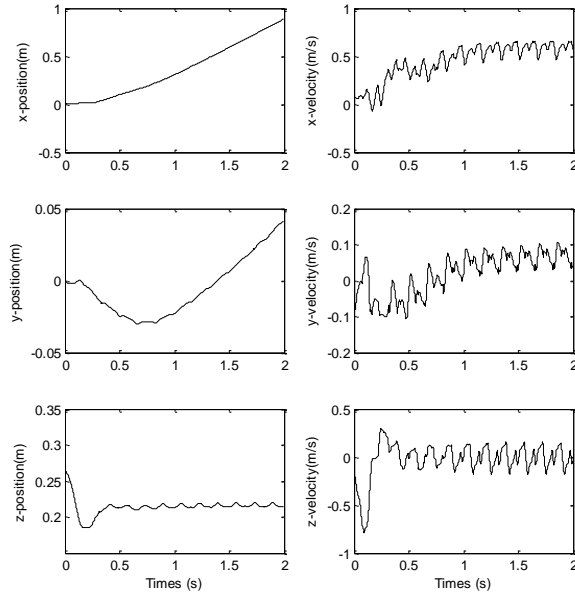 1
0.5
0
-0.5
x-position(m)
0 0.5 1 1.5 2
1
0.5
0
-0.5
x-velocity(m/s)
0 0.5 1 1.5 2
0.05
0
-0.05
y-position(m)
0 0.5 1 1.5 2
0.2
0.1
0
-0.1
-0.2
y-velocity(m/s)
0 0.5 1 1.5 2
0.35
0.3
0.25
0.2
z-position(m)
0 0.5 1 1.5 2
Times (s)
0.5
0
-0.5
-1
z-velocity(m/s)
0 0.5 1 1.5 2
Times (s)